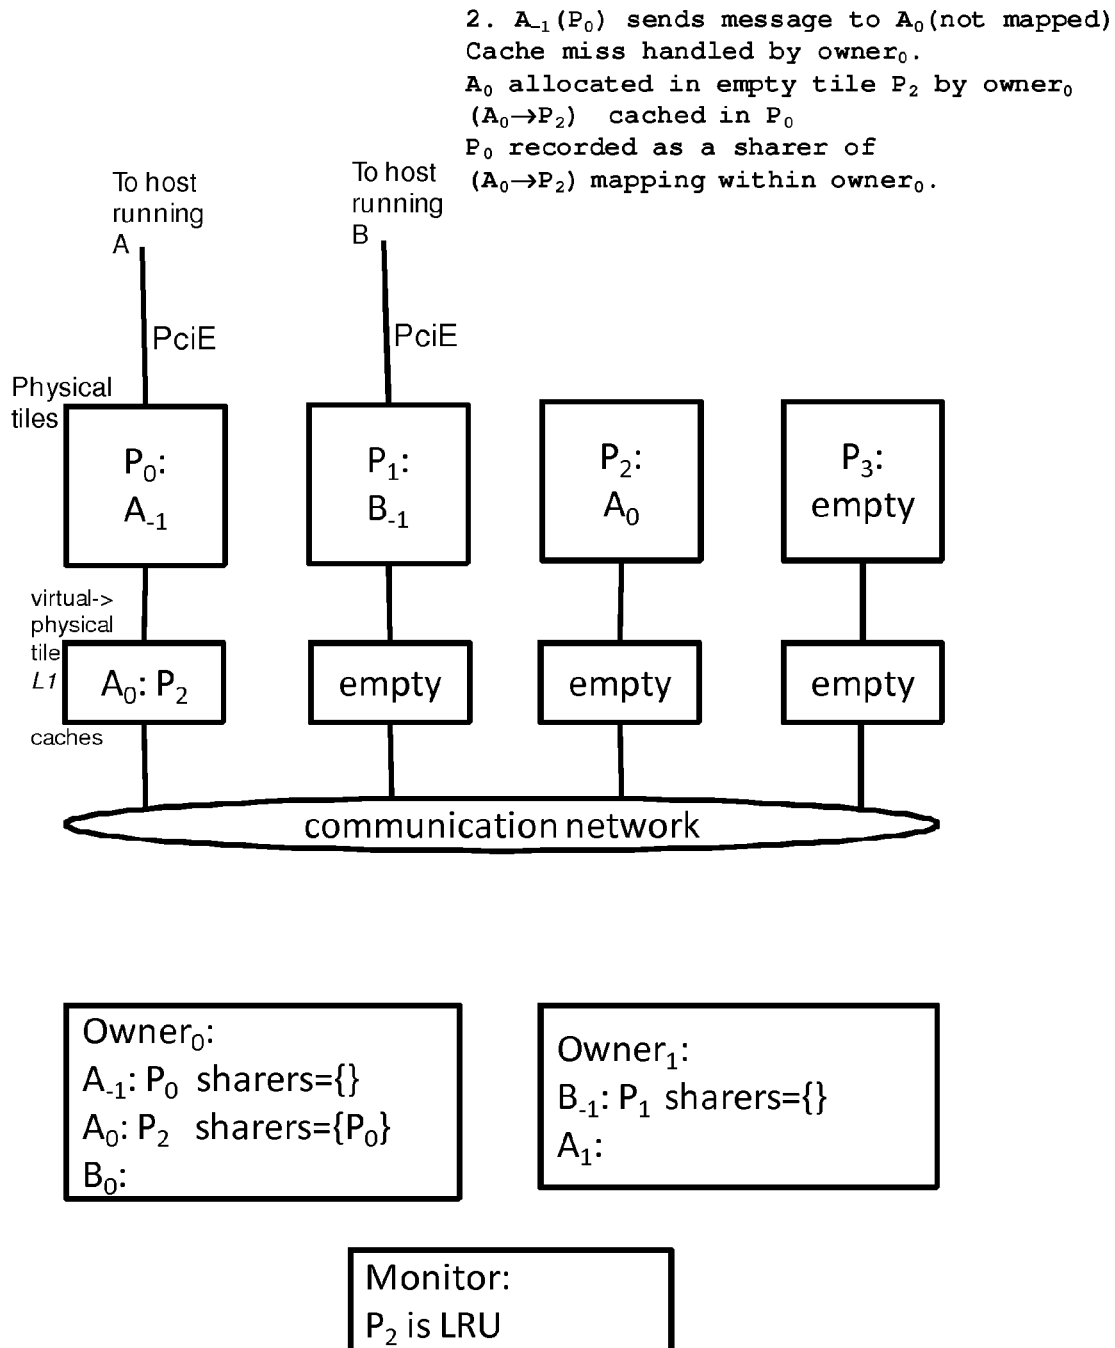 2. A₋₁(P₀) sends message to A₀(not mapped)
Cache miss handled by owner₀.
A₀ allocated in empty tile P₂ by owner₀
(A₀→P₂) cached in P₀
P₀ recorded as a sharer of
(A₀→P₂) mapping within owner₀.
To host
running
A
To host
running
B
PciE
PciE
Physical
tiles
P₀:
A₋₁
P₁:
B₋₁
P₂:
A₀
P₃:
empty
virtual->
physical
tile
L1
caches
A₀: P₂
empty
empty
empty
communication network
Owner₀:
A₋₁: P₀ sharers={}
A₀: P₂ sharers={P₀}
B₀:
Owner₁:
B₋₁: P₁ sharers={}
A₁:
Monitor:
P₂ is LRU